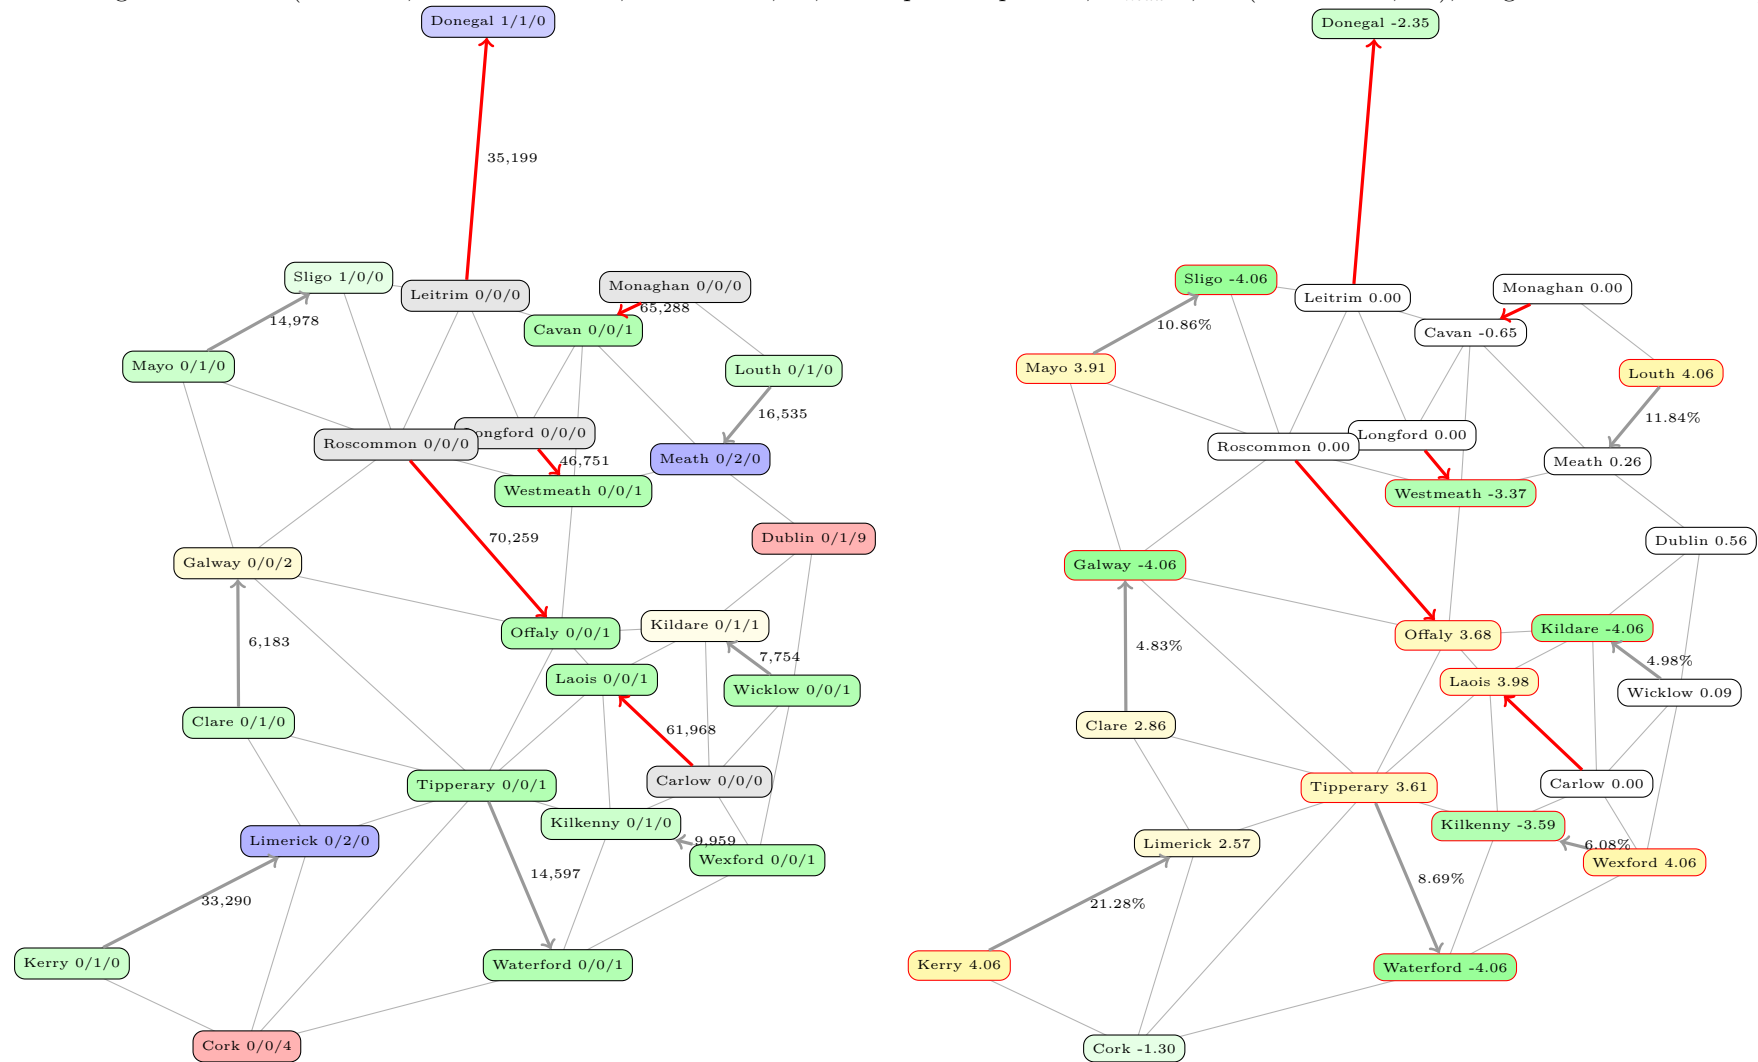 Donegal 1/1/0
35,199
Sligo 1/0/0
Leitrim 0/0/0
Monaghan 0/0/0
65,288
14,978
Cavan 0/0/1
Mayo 0/1/0
Louth 0/1/0
16,535
Longford 0/0/0
Roscommon 0/0/0
46,751
Meath 0/2/0
Westmeath 0/0/1
70,259
Dublin 0/1/9
Galway 0/0/2
6,183
Offaly 0/0/1
Kildare 0/1/1
7,754
Laois 0/0/1
Wicklow 0/0/1
Clare 0/1/0
61,968
Tipperary 0/0/1
Carlow 0/0/0
Kilkenny 0/1/0
9,959
Limerick 0/2/0
Wexford 0/0/1
14,597
33,290
Kerry 0/1/0
Waterford 0/0/1
Cork 0/0/4
Donegal -2.35
Sligo -4.06
Leitrim 0.00
Monaghan 0.00
10.86%
Cavan -0.65
Mayo 3.91
Louth 4.06
11.84%
Longford 0.00
Roscommon 0.00
Meath 0.26
Westmeath -3.37
Dublin 0.56
Galway -4.06
4.83%
Offaly 3.68
Kildare -4.06
4.98%
Laois 3.98
Wicklow 0.09
Clare 2.86
Tipperary 3.61
Carlow 0.00
Kilkenny -3.59
6.08%
Limerick 2.57
Wexford 4.06
8.69%
21.28%
Kerry 4.06
Waterford -4.06
Cork -1.30